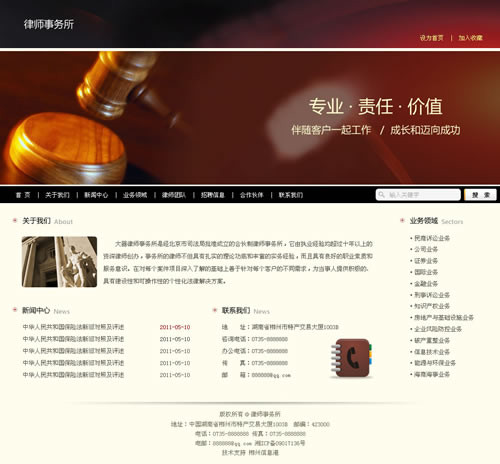 律师事务所
设为首页 | 加入收藏
专业·责任·价值
伴随客户一起工作 / 成长和迈向成功
首 页 | 关于我们 | 新闻中心 | 业务领域 | 律师团队 | 招聘信息 | 合作伙伴 | 联系我们
输入关键字 搜 索
关于我们 About
大器律师事务所是经北京市司法局批准成立的合伙制律师事务所,它由执业经验均超过十年以上的
资深律师创办,事务所的律师不但具有扎实的理论功底和丰富的实务经验,而且具有良好的职业素质和
服务意识。在对每个案件项目深入了解的基础上善于针对每个客户的不同需求,为当事人提供积极的、
具有建设性和可操作性的个性化法律解决方案。
业务领域 Sectors
• 民商诉讼业务
• 公司业务
• 证券业务
• 国际业务
• 金融业务
• 刑事诉讼业务
• 知识产权业务
• 房地产与基础设施业务
• 企业风险防控业务
• 破产重整业务
• 信息技术业务
• 能源与环保业务
• 海商海事业务
新闻中心 News
中华人民共和国保险法新旧对照及评述 2011-05-10
中华人民共和国保险法新旧对照及评述 2011-05-10
中华人民共和国保险法新旧对照及评述 2011-05-10
中华人民共和国保险法新旧对照及评述 2011-05-10
中华人民共和国保险法新旧对照及评述 2011-05-10
联系我们 News
地 址：湖南省郴州市特产交易大厦1003B
咨询电话：0735-8888888
办公电话：0735-8888888
传 真：0735-8888888
邮 箱：888888@qq.com
版权所有 @ 律师事务所
地址：中国湖南省郴州市特产交易大厦1003B 邮编：423000
电话：0735-8888888 传真：0735-8888888
电邮：888888@qq.com 湘ICP备09017136号
技术支持 郴州信息港